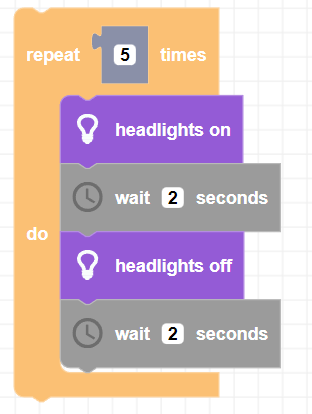 repeat 5 times
headlights on
wait 2 seconds
do
headlights off
wait 2 seconds